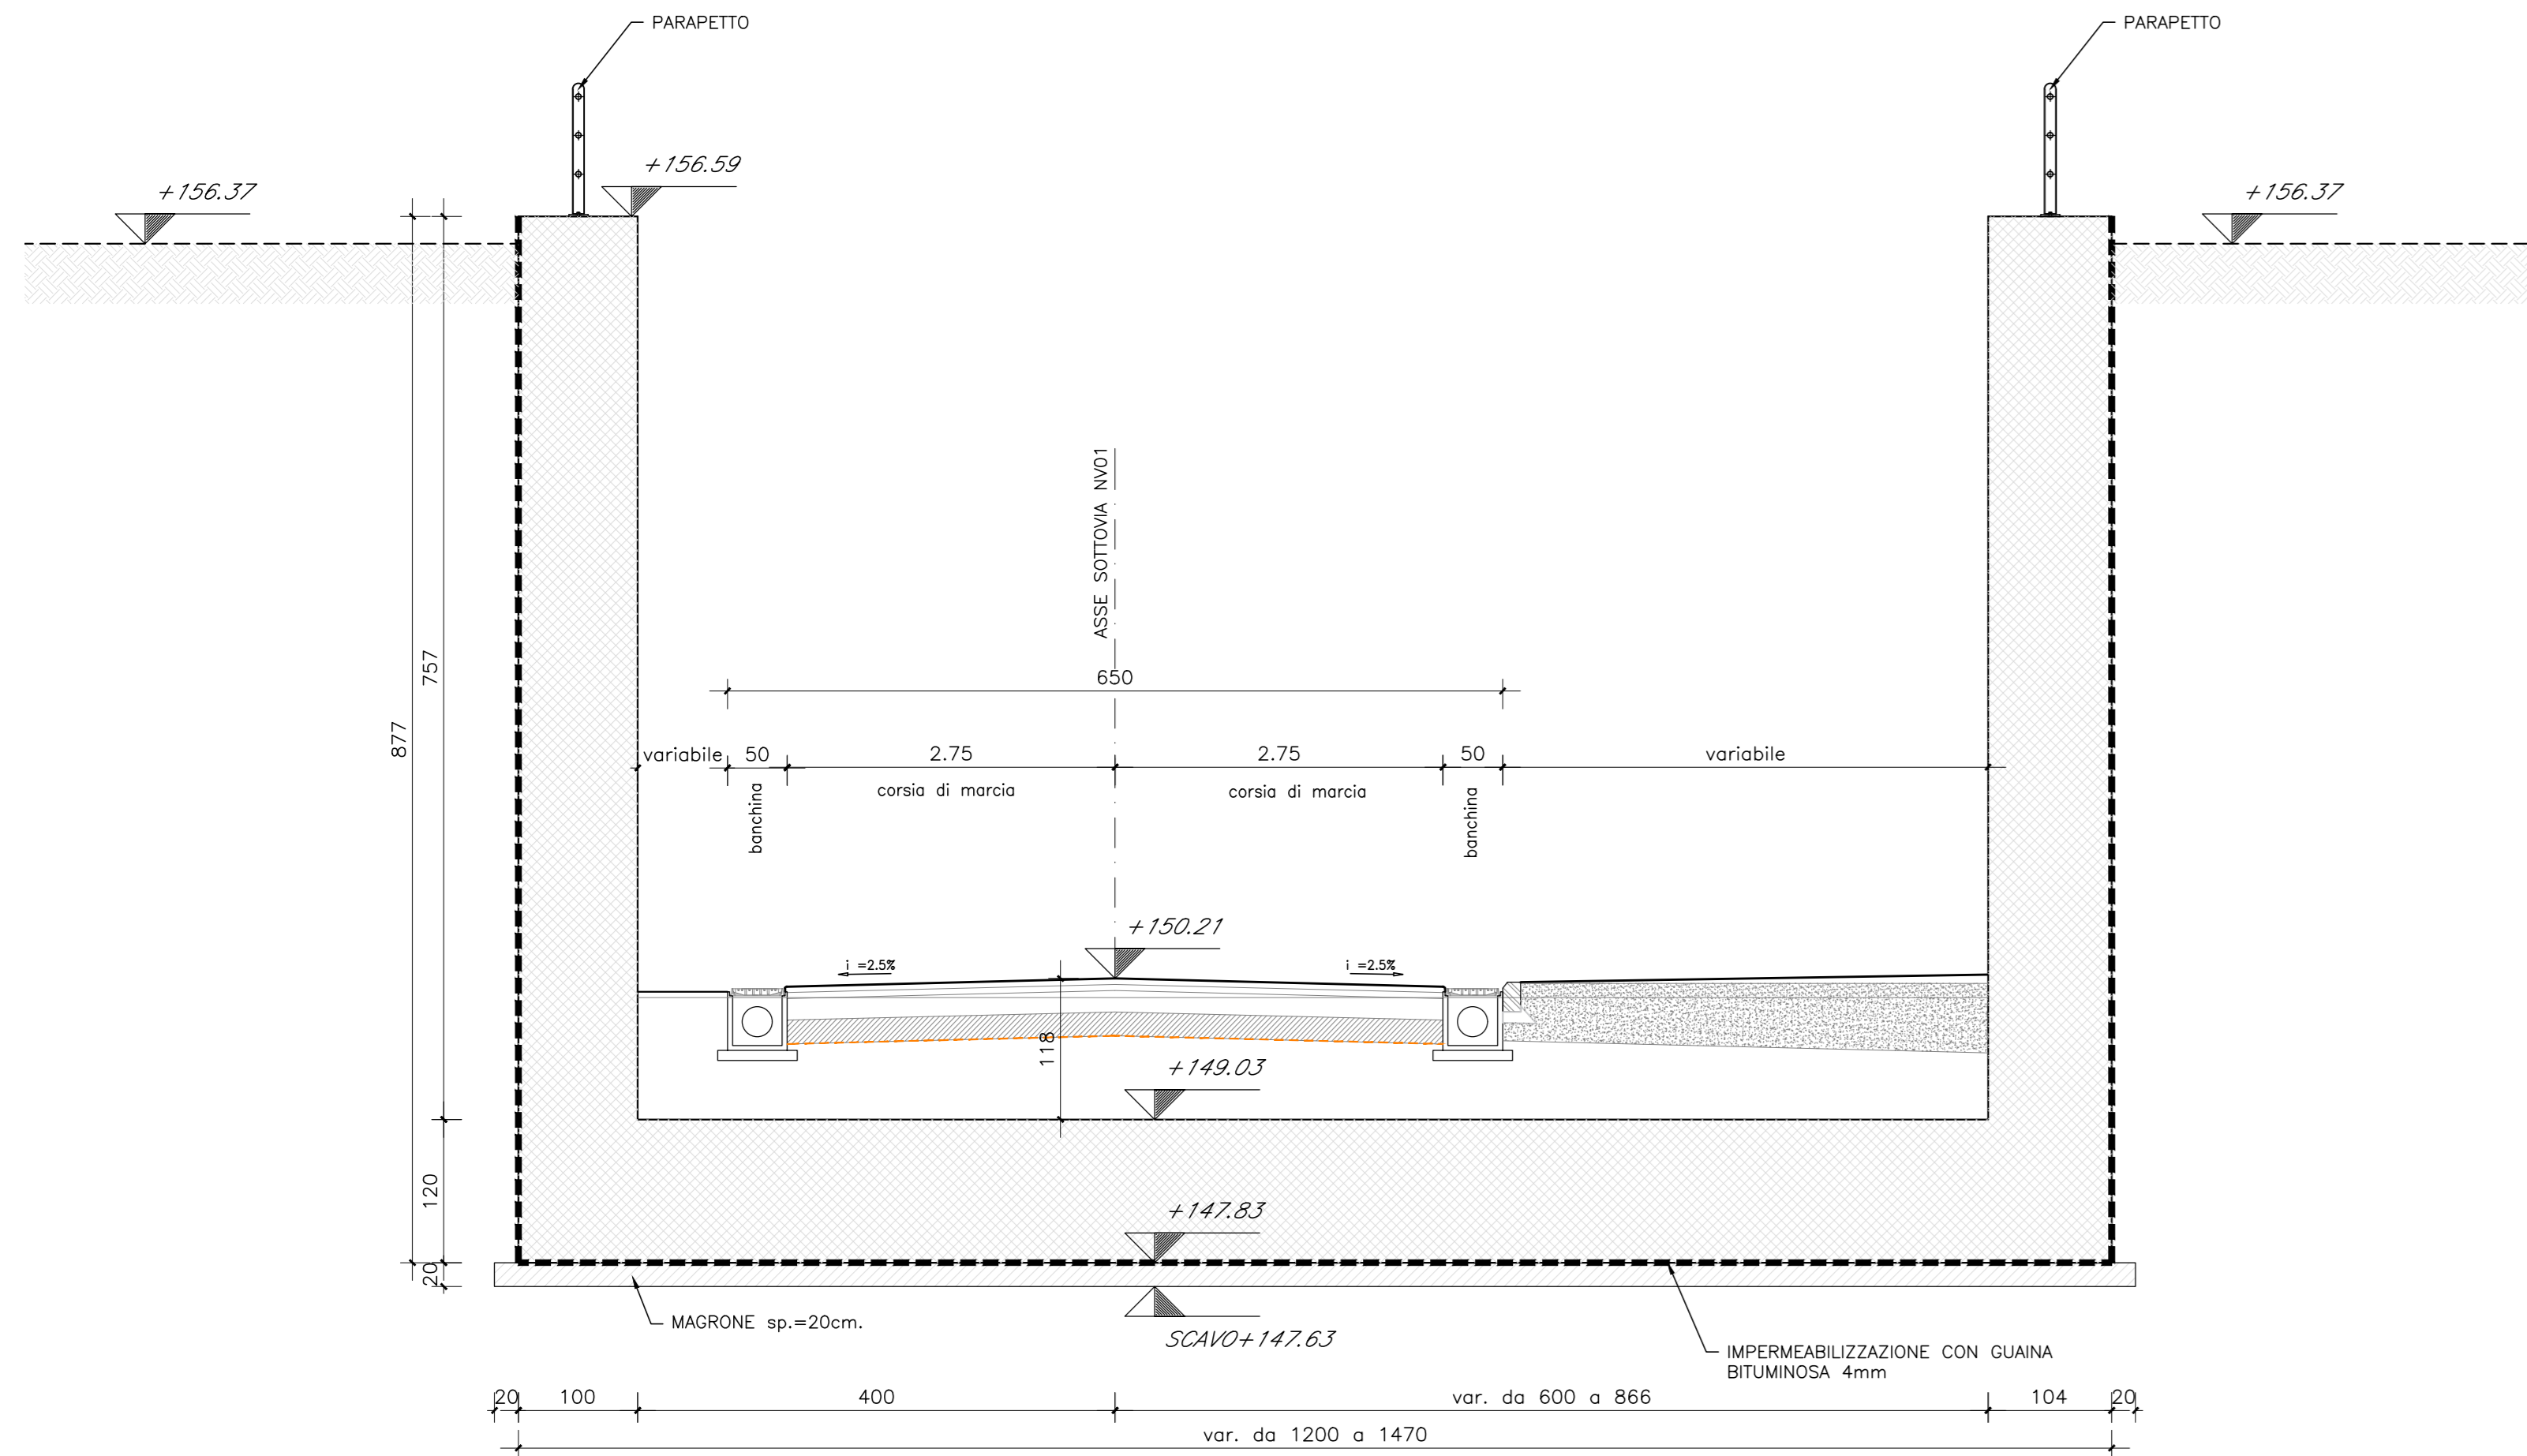 PARAPETTO
PARAPETTO
+156.59
+156.37
+156.37
ASSE SOTTOVIA NV01
757
877
650
variabile
50
2.75
2.75
50
variabile
corsia di marcia
corsia di marcia
banchina
banchina
+150.21
i =2.5%
i =2.5%
118
+149.03
120
+147.83
20
MAGRONE sp.=20cm.
SCAVO+147.63
IMPERMEABILIZZAZIONE CON GUAINA
BITUMINOSA 4mm
20
100
400
var. da 600 a 866
104
20
var. da 1200 a 1470